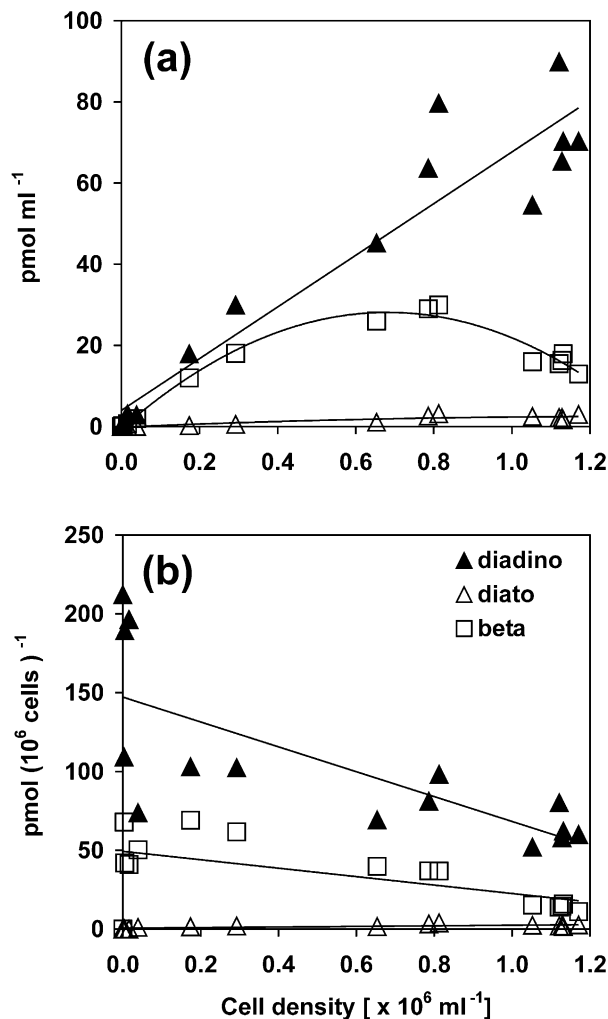 (a)
100
80
60
40
20
0
pmol ml -1
0.0 0.2 0.4 0.6 0.8 1.0 1.2
(b)
250
200
150
100
50
0
pmol (10^6 cells ) -1
diadino
diato
beta
0.0 0.2 0.4 0.6 0.8 1.0 1.2
Cell density [ x 10^6 ml^-1]